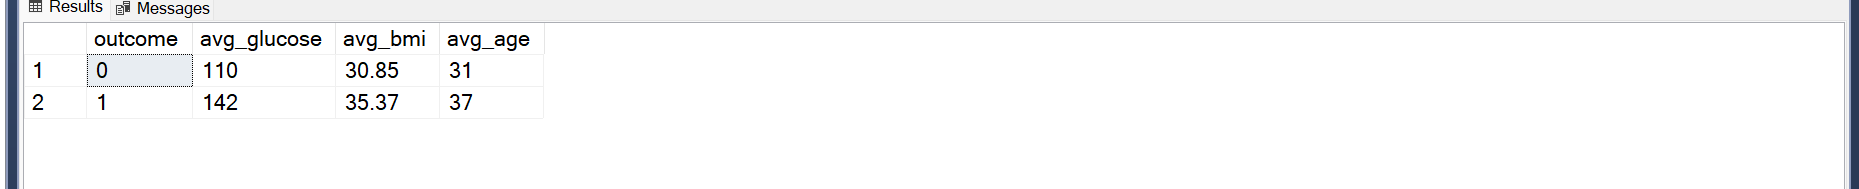 Results Messages
outcome avg_glucose avg_bmi avg_age
1 0 110 30.85 31
2 1 142 35.37 37